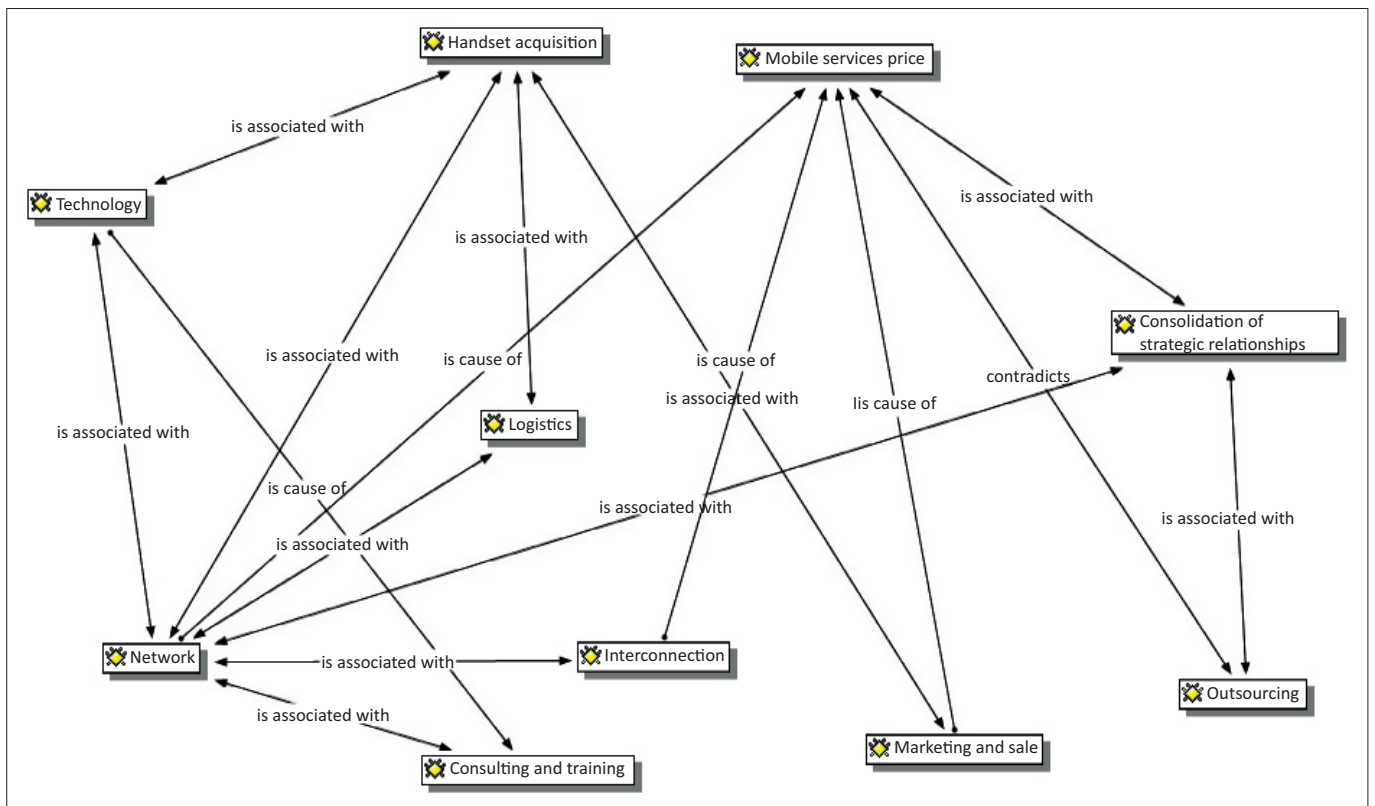 Handset acquisition
Mobile services price
is associated with
Technology
is associated with
is associated with
Consolidation of
strategic relationships
is associated with
is cause of
is cause of
contradicts
is associated with
Iis cause of
Logistics
is associated with
is cause of
is associated with
is associated with
is associated with
Network
is associated with
Interconnection
Outsourcing
is associated with
Marketing and sale
Consulting and training